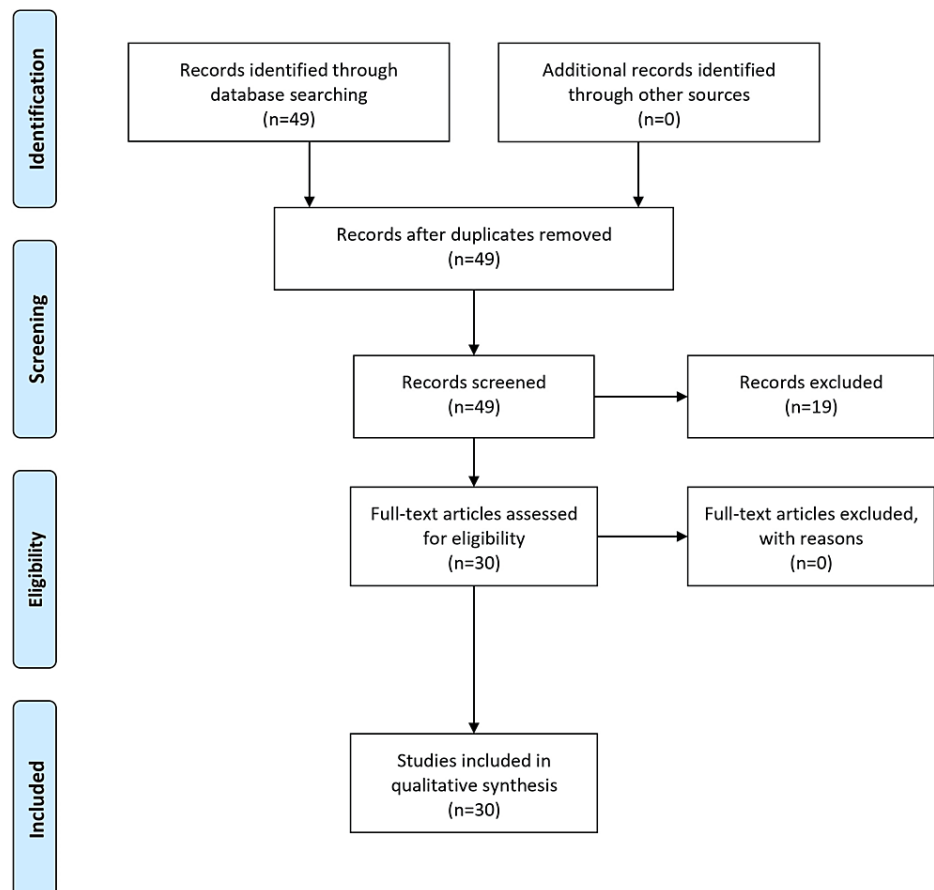 Identification
Records identified through
database searching
(n=49)
Additional records identified
through other sources
(n=0)
Records after duplicates removed
(n=49)
Screening
Records screened
(n=49)
Records excluded
(n=19)
Eligibility
Full-text articles assessed
for eligibility
(n=30)
Full-text articles excluded,
with reasons
(n=0)
Included
Studies included in
qualitative synthesis
(n=30)